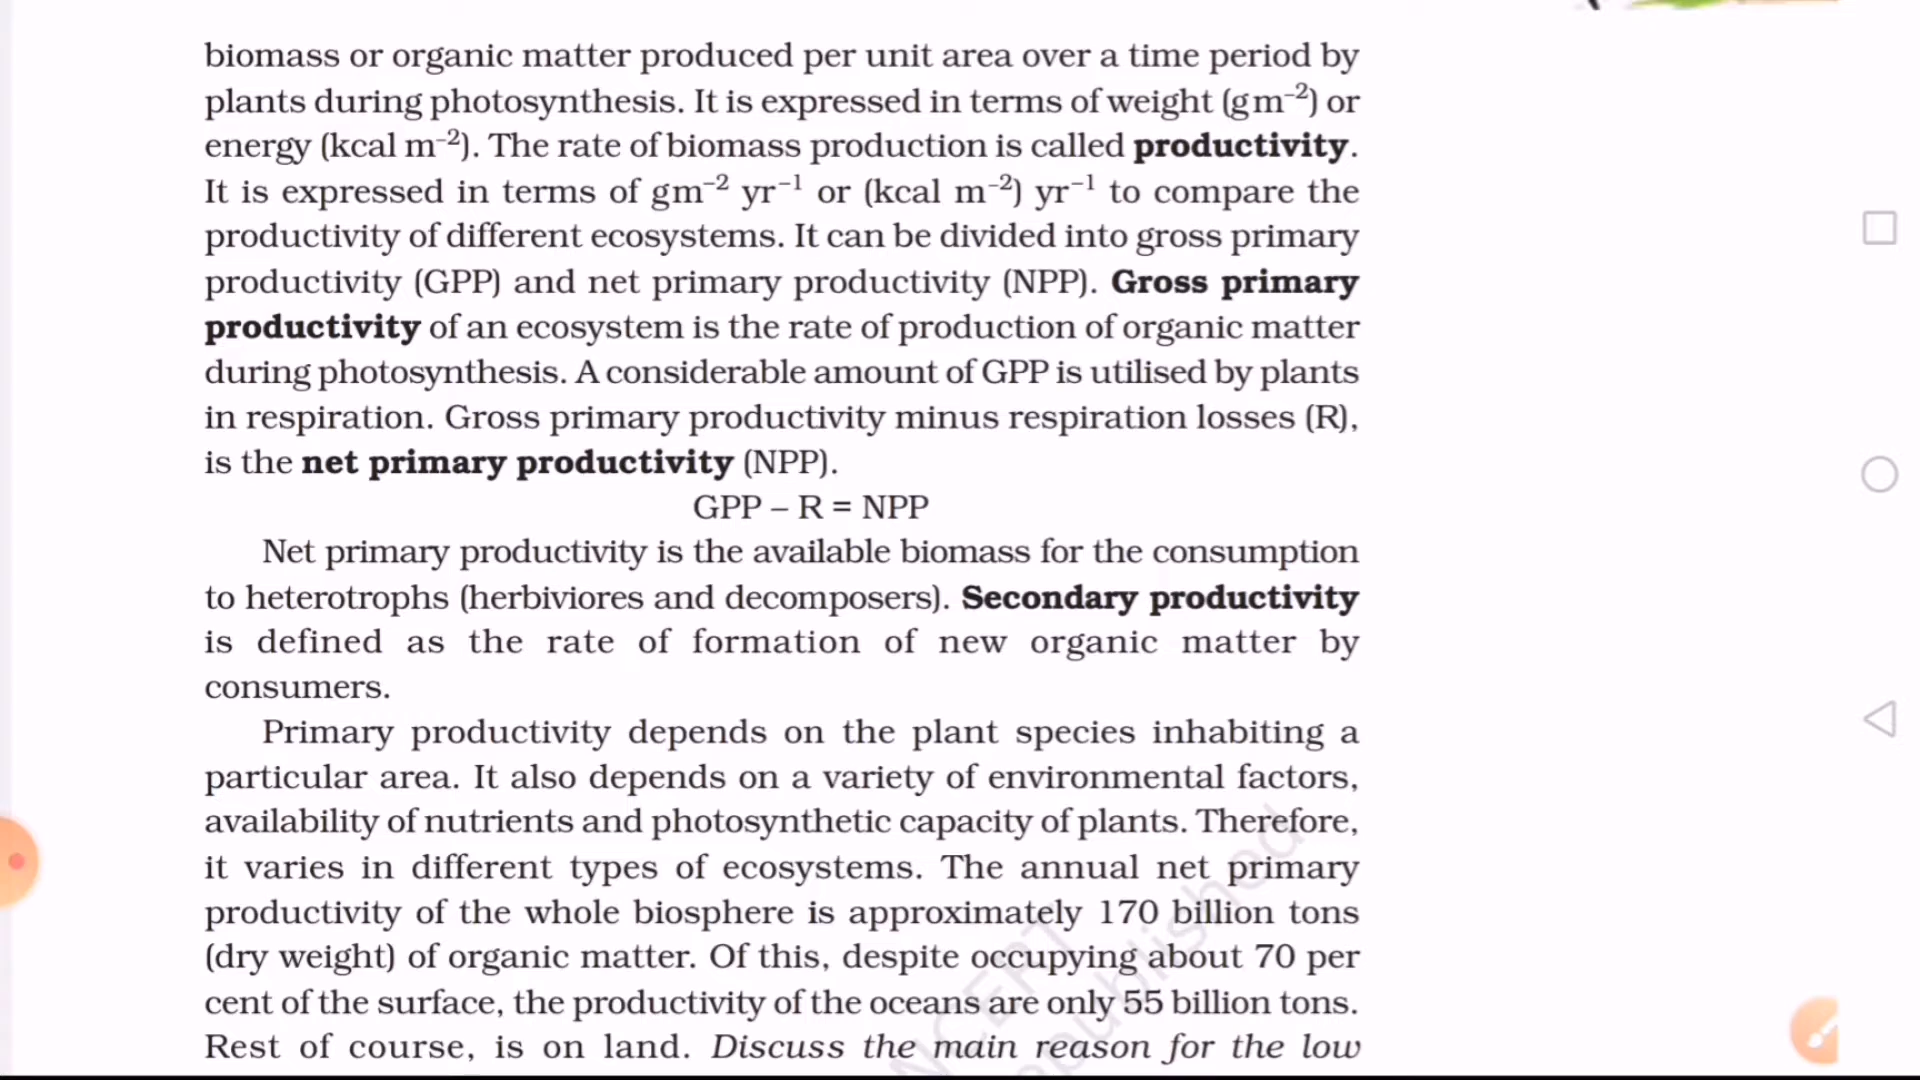 biomass or organic matter produced per unit area over a time period by
plants during photosynthesis. It is expressed in terms of weight (gm⁻²) or
energy (kcal m⁻²). The rate of biomass production is called productivity.
It is expressed in terms of gm⁻² yr⁻¹ or (kcal m⁻²) yr⁻¹ to compare the
productivity of different ecosystems. It can be divided into gross primary
productivity (GPP) and net primary productivity (NPP). Gross primary
productivity of an ecosystem is the rate of production of organic matter
during photosynthesis. A considerable amount of GPP is utilised by plants
in respiration. Gross primary productivity minus respiration losses (R),
is the net primary productivity (NPP).
GPP – R = NPP
Net primary productivity is the available biomass for the consumption
to heterotrophs (herbiviores and decomposers). Secondary productivity
is defined as the rate of formation of new organic matter by
consumers.
Primary productivity depends on the plant species inhabiting a
particular area. It also depends on a variety of environmental factors,
availability of nutrients and photosynthetic capacity of plants. Therefore,
it varies in different types of ecosystems. The annual net primary
productivity of the whole biosphere is approximately 170 billion tons
(dry weight) of organic matter. Of this, despite occupying about 70 per
cent of the surface, the productivity of the oceans are only 55 billion tons.
Rest of course, is on land. Discuss the main reason for the low
NCERT
epublished